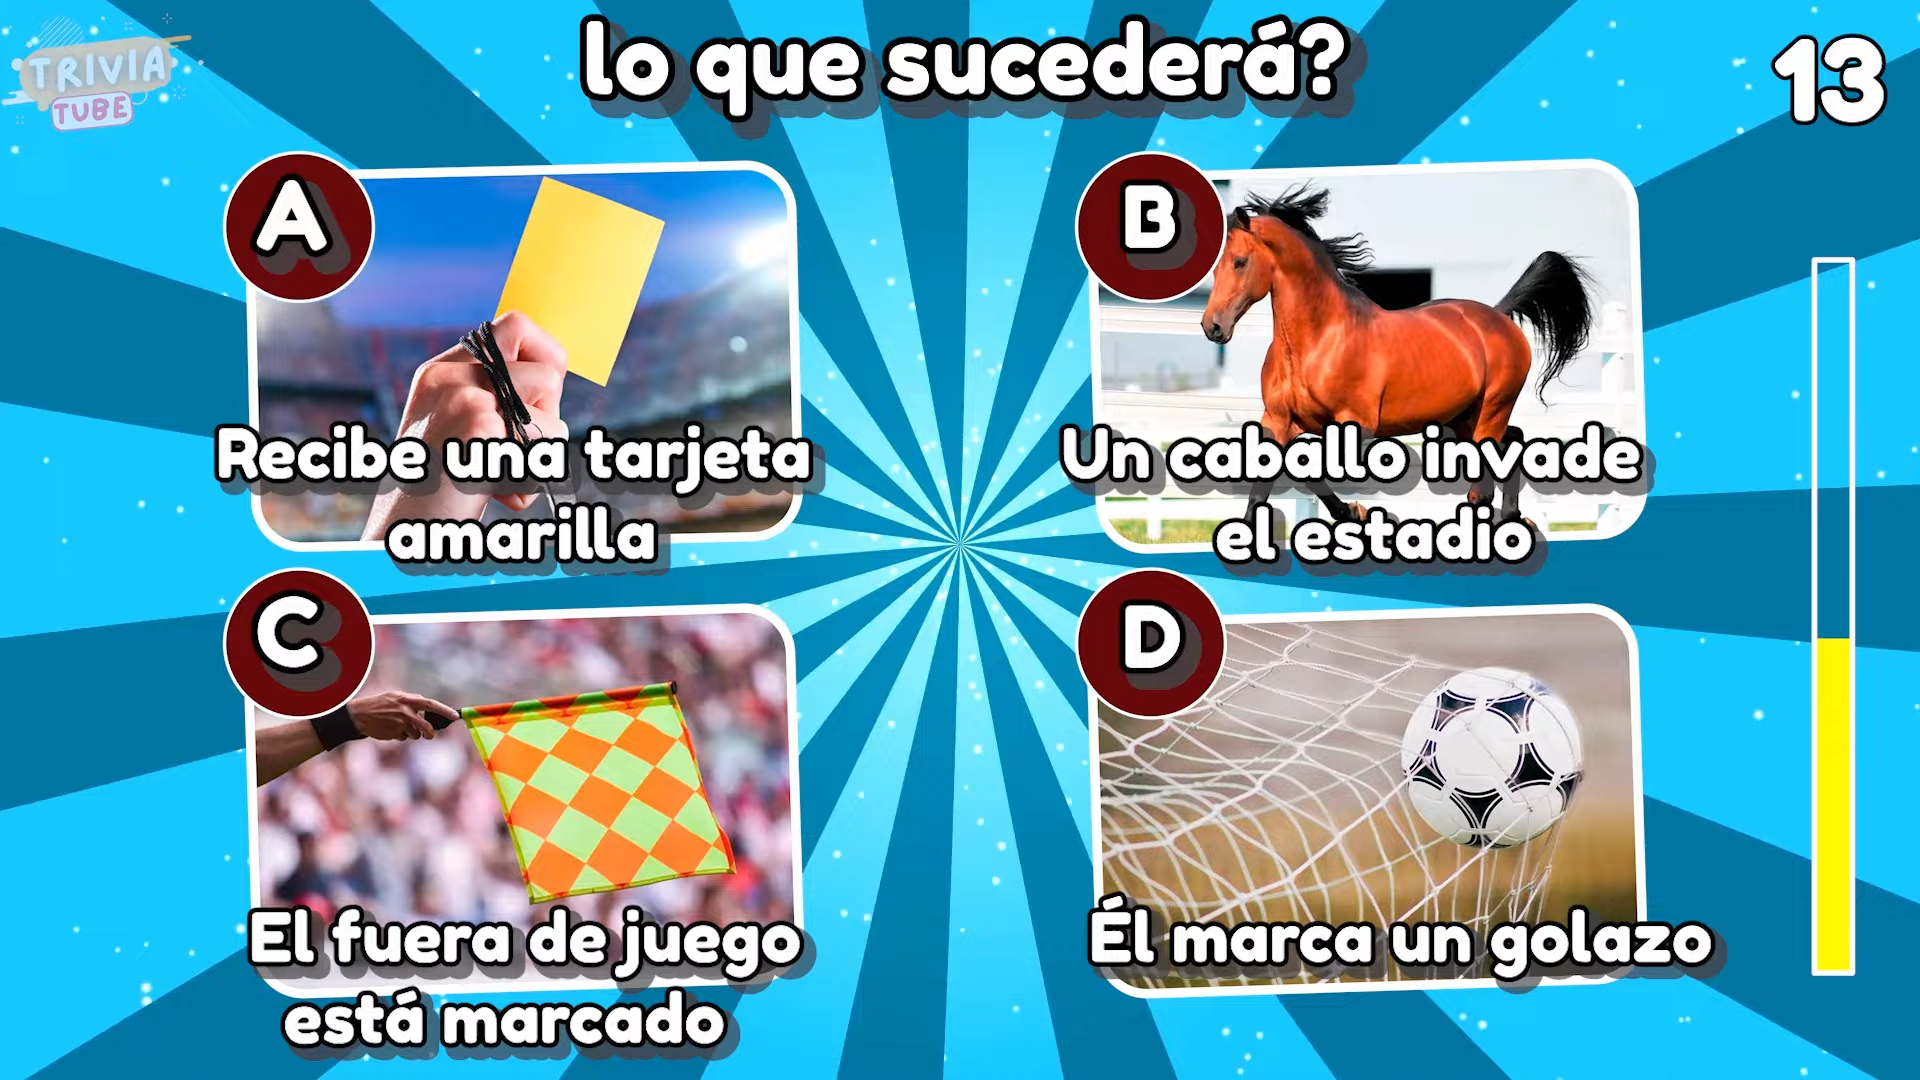 TRIVIA
TUBE
lo que sucederá?
13
A
Recibe una tarjeta
amarilla
B
Un caballo invade
el estadio
C
El fuera de juego
está marcado
D
Él marca un golazo